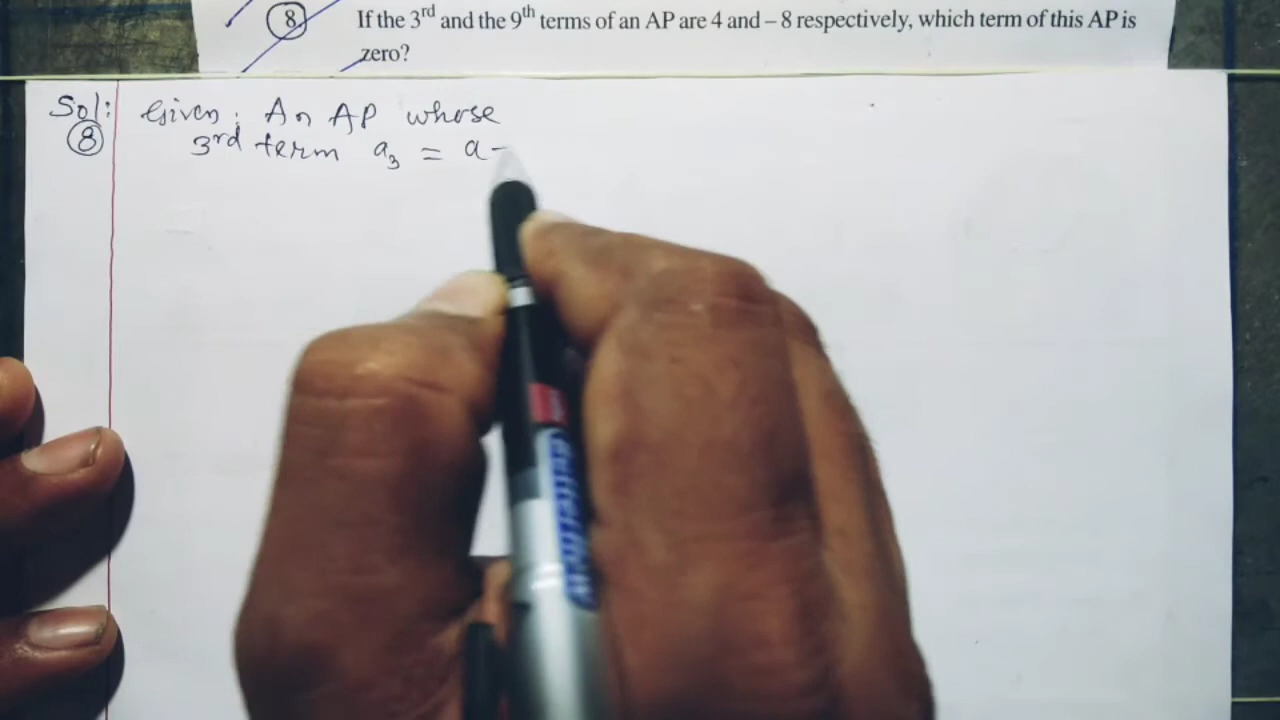 8 If the 3rd and the 9th terms of an AP are 4 and – 8 respectively, which term of this AP is
zero?
Sol: Given: An AP whose
8 3rd term a3 = a -